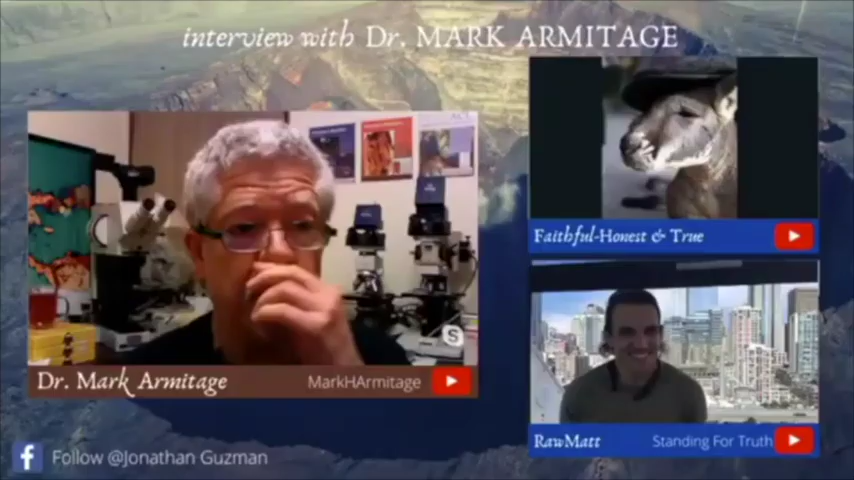 interview with Dr. MARK ARMITAGE
Faithful-Honest & True
Dr. Mark Armitage
MarkHArmitage
RawMatt
Standing For Truth
Follow @Jonathan Guzman